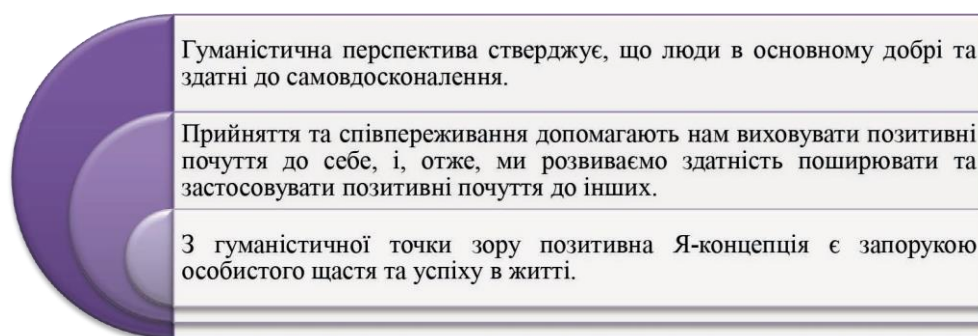 Гуманістична перспектива стверджує, що люди в основному добрі та
здатні до самовдосконалення.
Прийняття та співпереживання допомагають нам виховувати позитивні
почуття до себе, і, отже, ми розвиваємо здатність поширювати та
застосовувати позитивні почуття до інших.
З гуманістичної точки зору позитивна Я-концепція є запорукою
особистого щастя та успіху в житті.